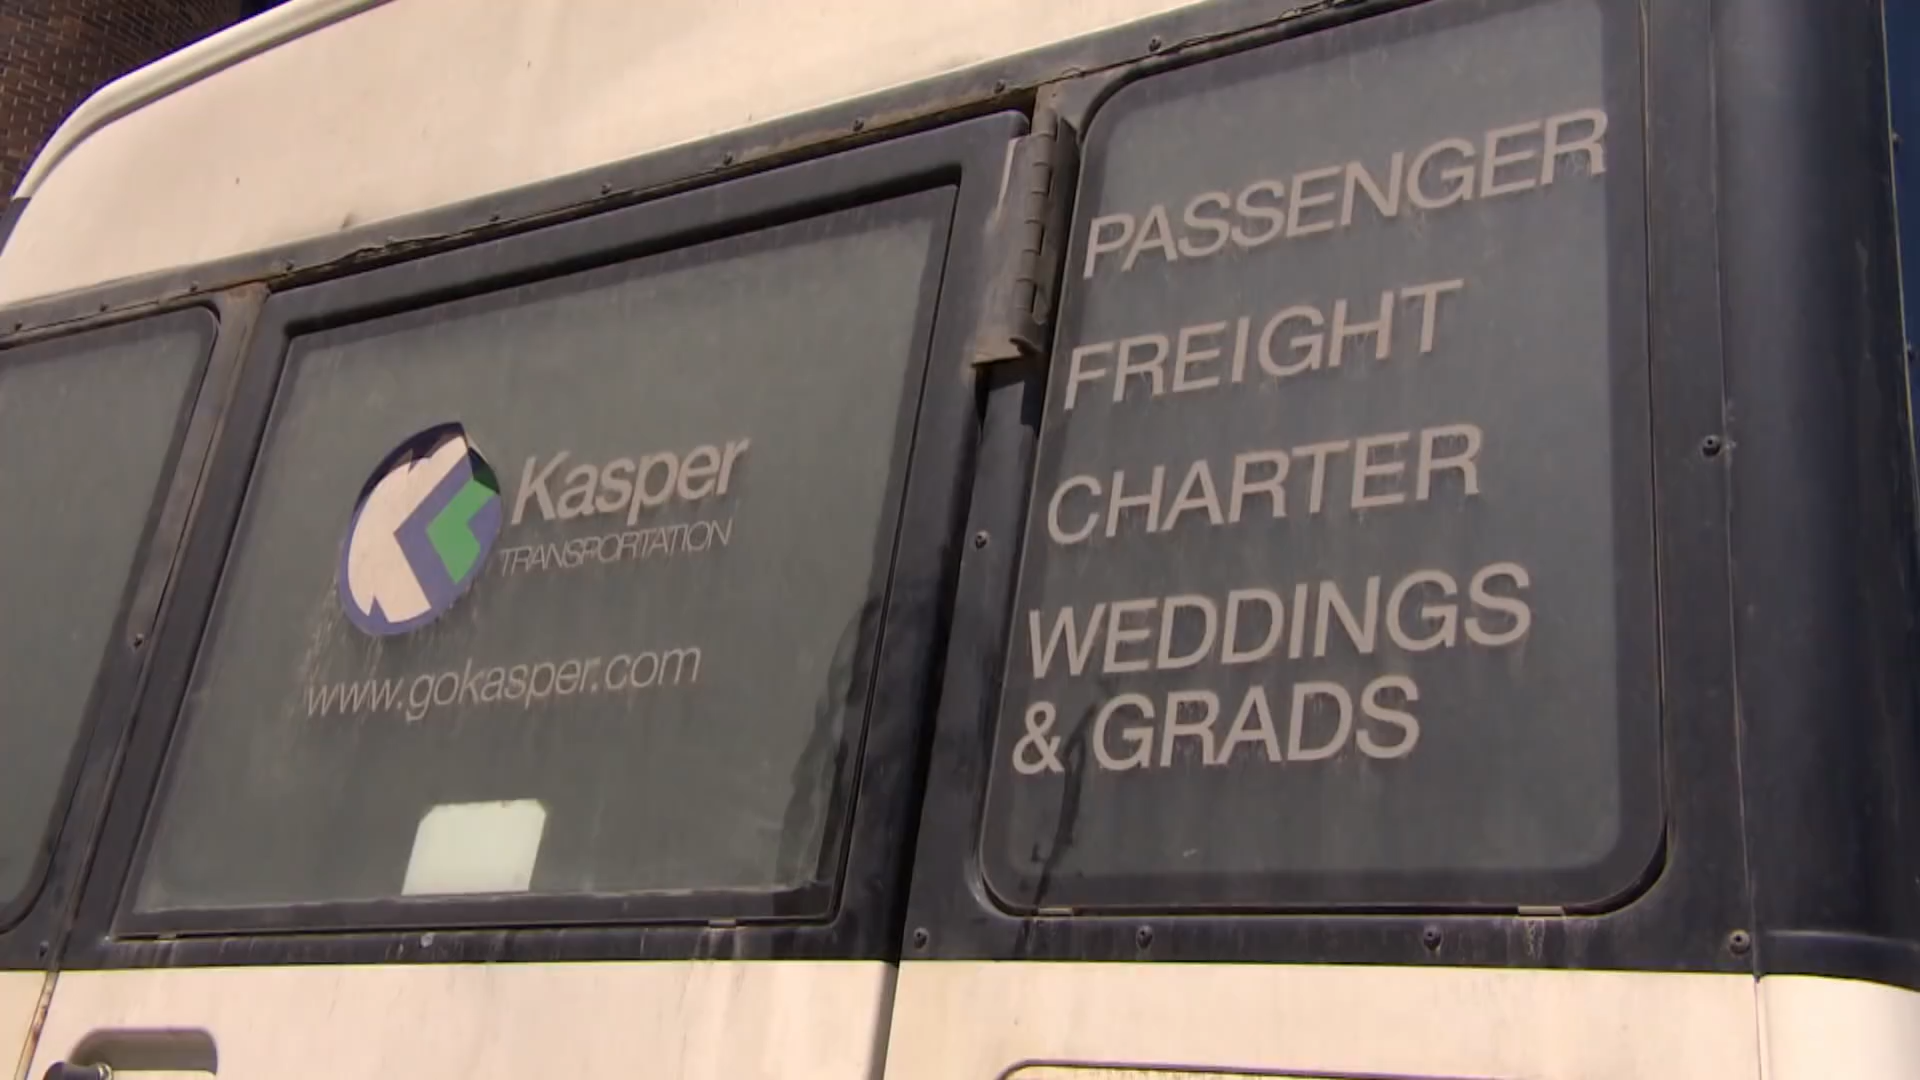 Kasper
TRANSPORTATION
www.gokasper.com
PASSENGER
FREIGHT
CHARTER
WEDDINGS
& GRADS